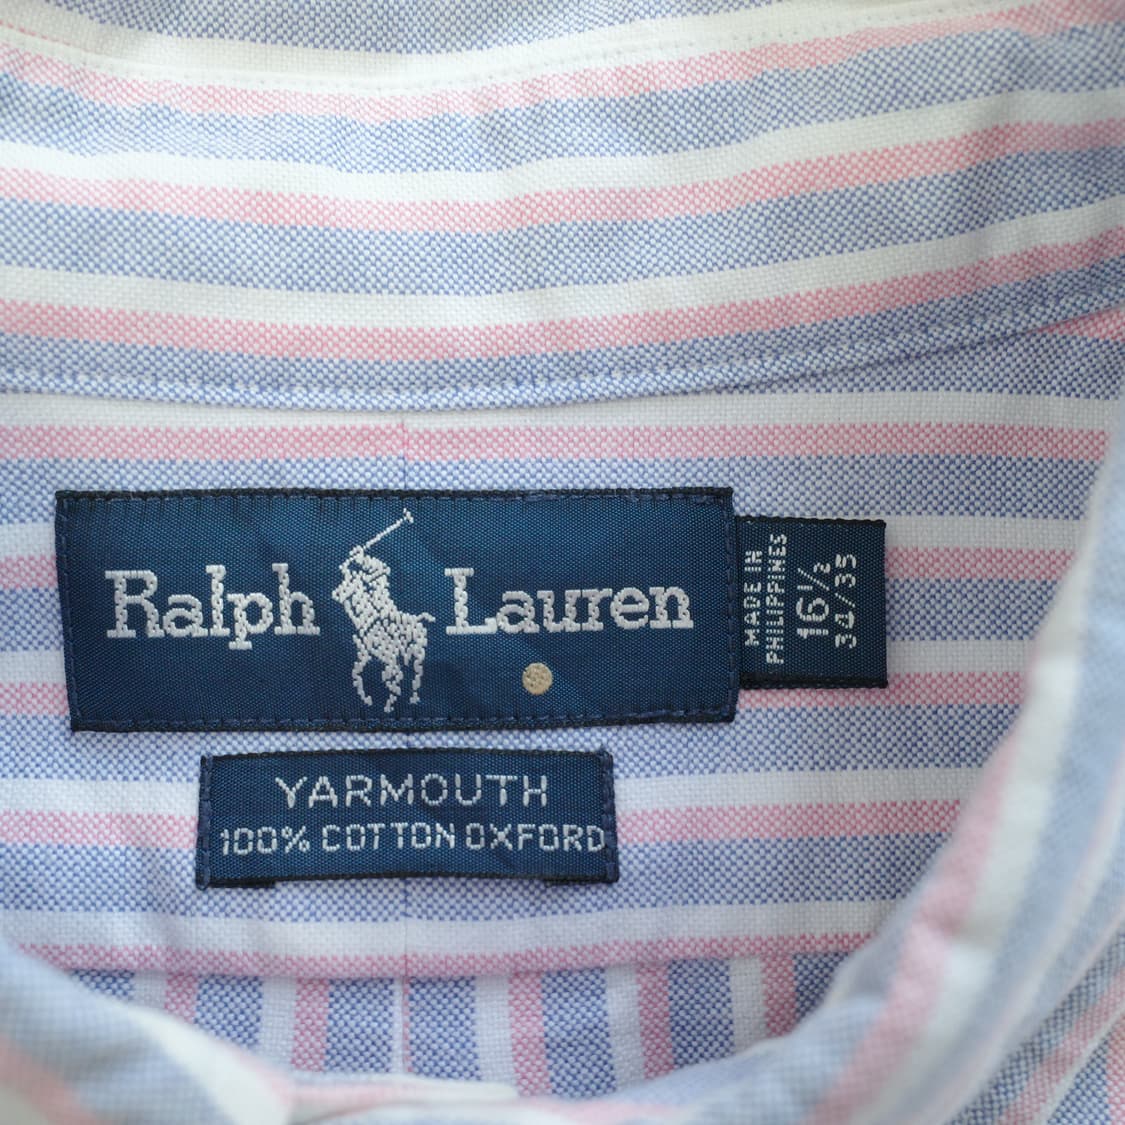 Ralph Lauren
MADE IN
PHILIPPINES
16½
34/35
YARMOUTH
100% COTTON OXFORD